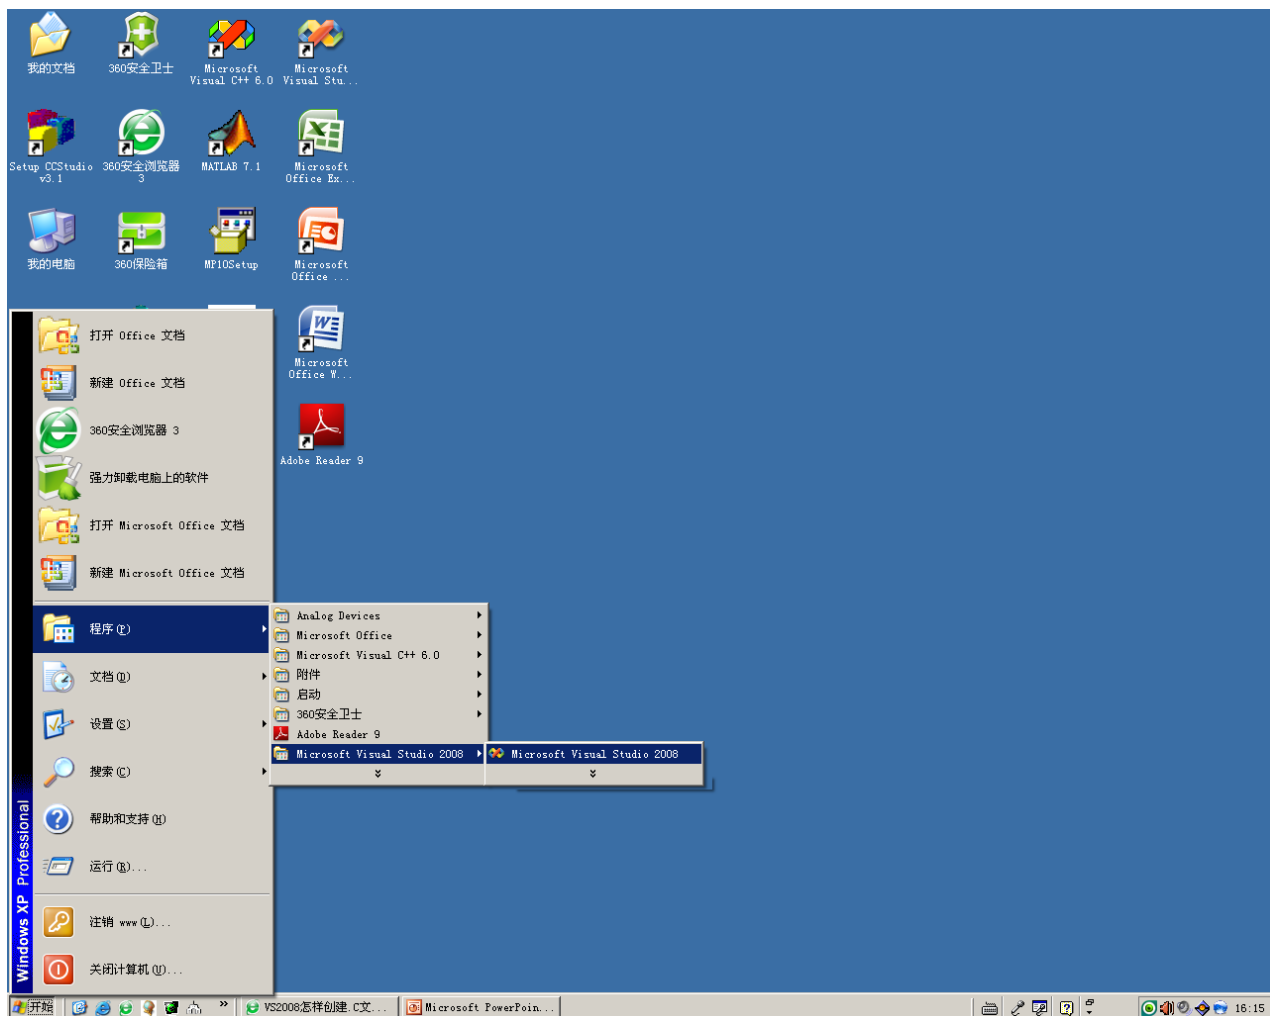 我的文档
360安全卫士
Microsoft
Visual C++ 6.0
Microsoft
Visual Stu...
Setup CCStudio
v3.1
360安全浏览器
3
MATLAB 7.1
Microsoft
Office Ex...
我的电脑
360保险箱
MP10Setup
Microsoft
Office ...
Microsoft
Office W...
Adobe Reader 9
打开 Office 文档
新建 Office 文档
360安全浏览器 3
强力卸载电脑上的软件
打开 Microsoft Office 文档
新建 Microsoft Office 文档
程序(P)
文档(D)
设置(S)
搜索(C)
帮助和支持(H)
运行(R)...
注销 www(L)...
关闭计算机(U)...
Windows XP Professional
Analog Devices
Microsoft Office
Microsoft Visual C++ 6.0
附件
启动
360安全卫士
Adobe Reader 9
Microsoft Visual Studio 2008
Microsoft Visual Studio 2008
开始
VS2008怎样创建.C文...
Microsoft PowerPoin...
16:15